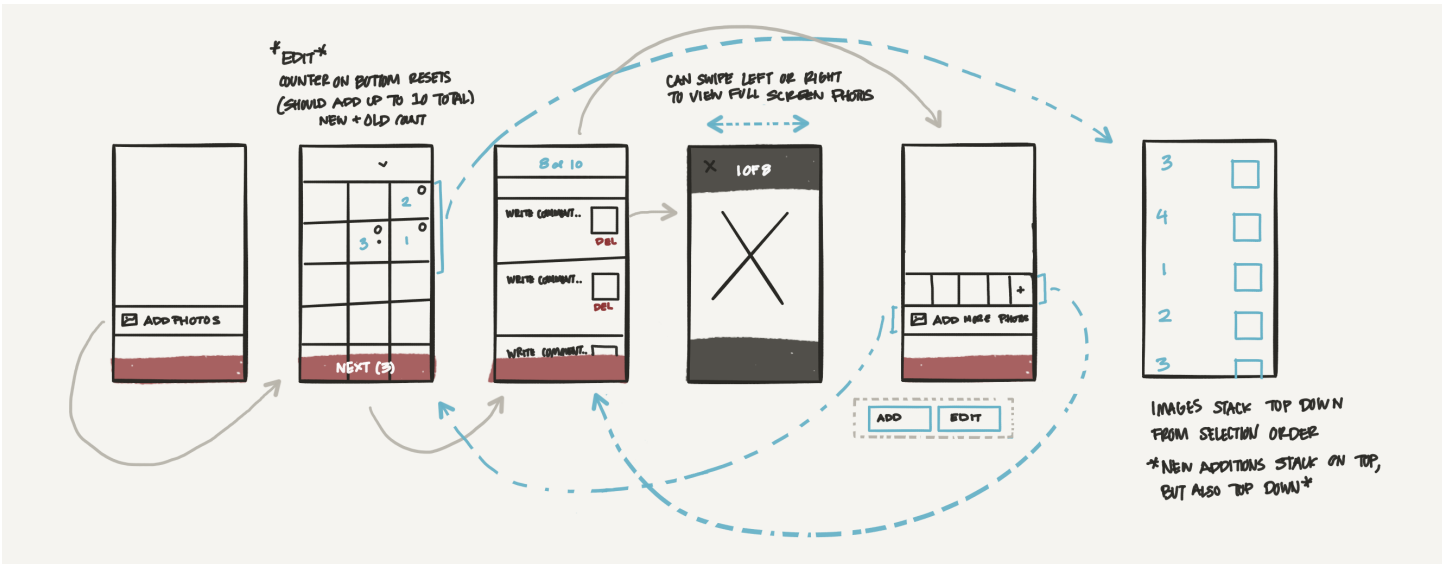 *EDIT*
COUNTER ON BOTTOM RESETS
(SHOULD ADD UP TO 10 TOTAL)
NEW + OLD COUNT
CAN SWIPE LEFT OR RIGHT
TO VIEW FULL SCREEN PHOTOS
ADD PHOTOS
2
3
1
NEXT (3)
8 of 10
WRITE COMMENT..
DEL
WRITE COMMENT..
DEL
WRITE COMMENT..
X
1 OF 8
+
ADD MORE PHOTOS
ADD
EDIT
3
4
1
2
3
IMAGES STACK TOP DOWN
FROM SELECTION ORDER
*NEW ADDITIONS STACK ON TOP,
BUT ALSO TOP DOWN*